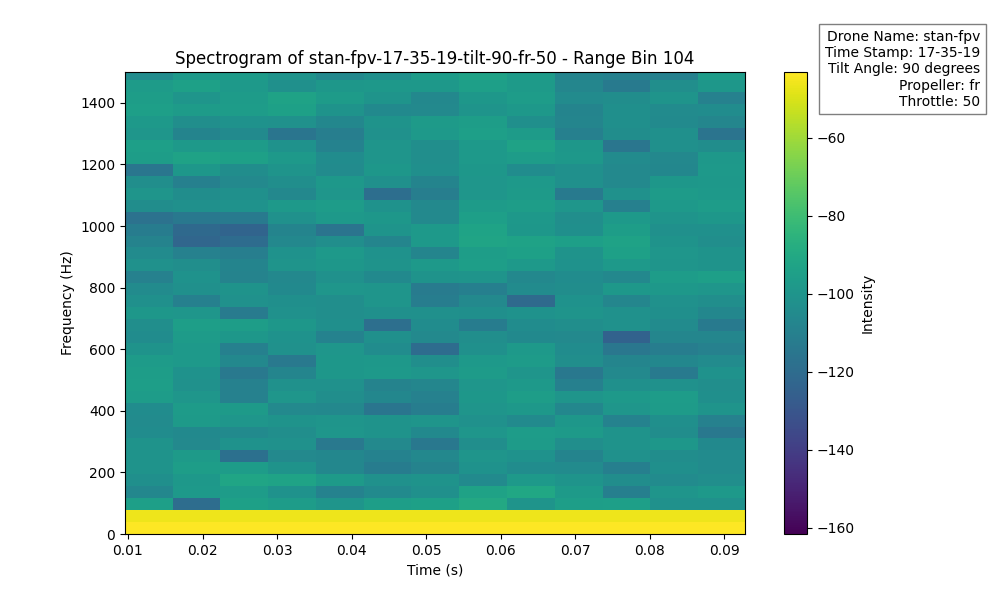 Spectrogram of stan-fpv-17-35-19-tilt-90-fr-50 - Range Bin 104
Drone Name: stan-fpv
Time Stamp: 17-35-19
Tilt Angle: 90 degrees
Propeller: fr
Throttle: 50
Frequency (Hz)
1400
1200
1000
800
600
400
200
0
0.01 0.02 0.03 0.04 0.05 0.06 0.07 0.08 0.09
Time (s)
−60
−80
−100
−120
−140
−160
Intensity